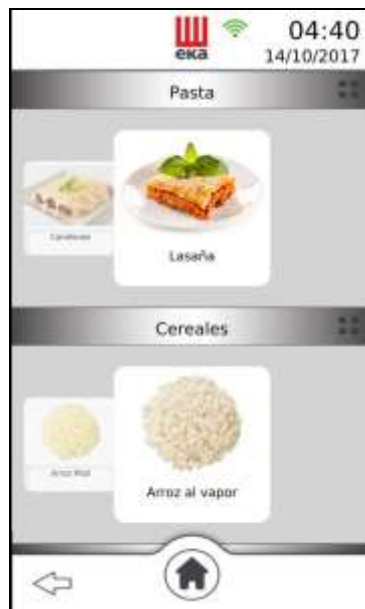 eka
04:40
14/10/2017
Pasta
Lasaña
Cereales
Arroz al vapor